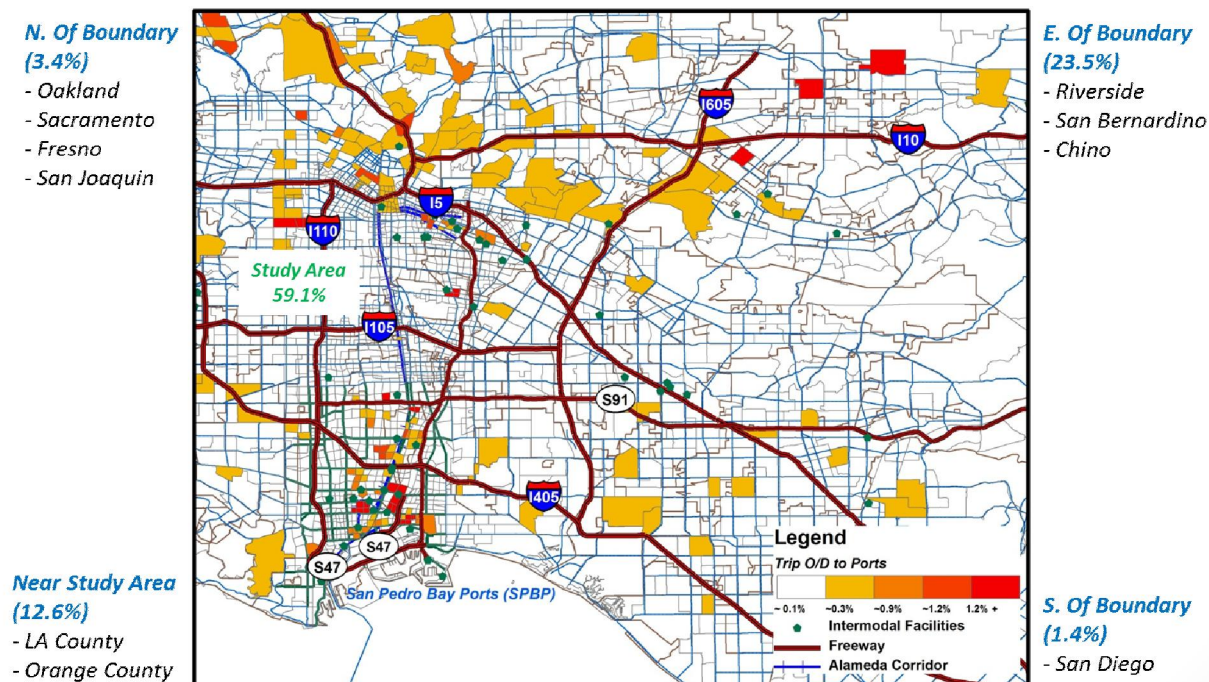 N. Of Boundary
(3.4%)
- Oakland
- Sacramento
- Fresno
- San Joaquin
E. Of Boundary
(23.5%)
- Riverside
- San Bernardino
- Chino
I605
I10
I5
I110
Study Area
59.1%
I105
S91
I405
S47
S47
San Pedro Bay Ports (SPBP)
Near Study Area
(12.6%)
- LA County
- Orange County
Legend
Trip O/D to Ports
~ 0.1% ~0.3% ~0.9% ~1.2% 1.2% +
Intermodal Facilities
Freeway
Alameda Corridor
S. Of Boundary
(1.4%)
- San Diego